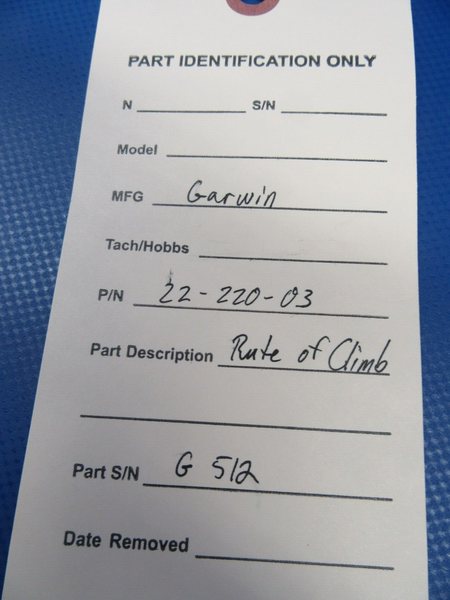 PART IDENTIFICATION ONLY
N S/N
Model
MFG Garwin
Tach/Hobbs
P/N 22-220-03
Part Description Rate of Climb
Part S/N G 512
Date Removed